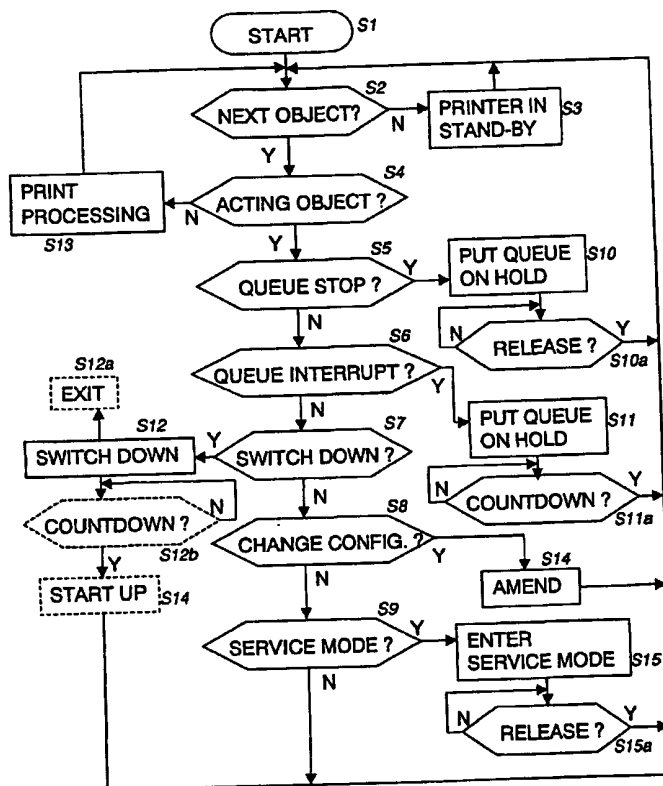 START
S1
NEXT OBJECT?
S2
N
PRINTER IN
STAND-BY
S3
Y
S4
PRINT
PROCESSING
S13
N
ACTING OBJECT ?
Y
S5
QUEUE STOP ?
Y
PUT QUEUE
ON HOLD
S10
N
N
RELEASE ?
Y
S10a
S6
QUEUE INTERRUPT ?
Y
S12a
EXIT
N
PUT QUEUE
ON HOLD
S11
S12
SWITCH DOWN
Y
SWITCH DOWN ?
S7
N
COUNTDOWN ?
Y
S11a
N
COUNTDOWN ?
N
S12b
Y
S8
CHANGE CONFIG. ?
Y
START UP
S14
N
S14
AMEND
S9
SERVICE MODE ?
Y
ENTER
SERVICE MODE
S15
N
N
RELEASE ?
Y
S15a